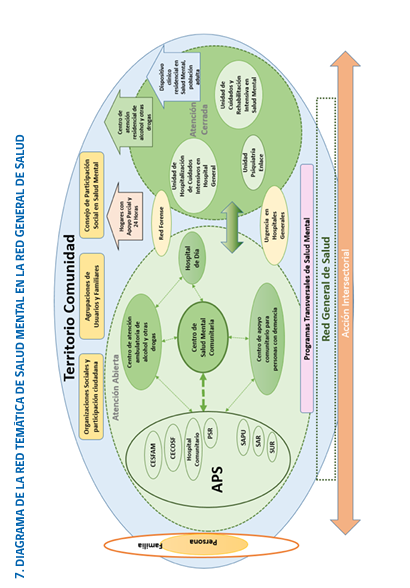 7. DIAGRAMA DE LA RED TEMÁTICA DE SALUD MENTAL EN LA RED GENERAL DE SALUD
Territorio Comunidad
Organizaciones Sociales y
participación ciudadana
Agrupaciones de
Usuarios y Familiares
Consejo de Participación
Social en Salud Mental
Hogares con
Apoyo Parcial y
24 Horas
Centro de
atención
residencial de
alcohol y otras
drogas
Dispositivo
clínico
residencial en
Salud Mental,
población
adulta
Atención Abierta
Centro de atención
ambulatoria de
alcohol y otras
drogas
Hospital
de Día
Centro de
Salud Mental
Comunitaria
Centro de apoyo
comunitario para
personas con demencia
CESFAM
CECOSF
Hospital
Comunitario
PSR
SAPU
SAR
SUR
APS
Red Forense
Urgencia en
Hospitales
Generales
Atención
Cerrada
Unidad de
Hospitalización
de Cuidados
Intensivos en
Hospital
General
Unidad de
Cuidados y
Rehabilitación
Intensiva en
Salud Mental
Unidad
Psiquiatría
Enlace
Familia
Persona
Programas Transversales de Salud Mental
Red General de Salud
Acción Intersectorial